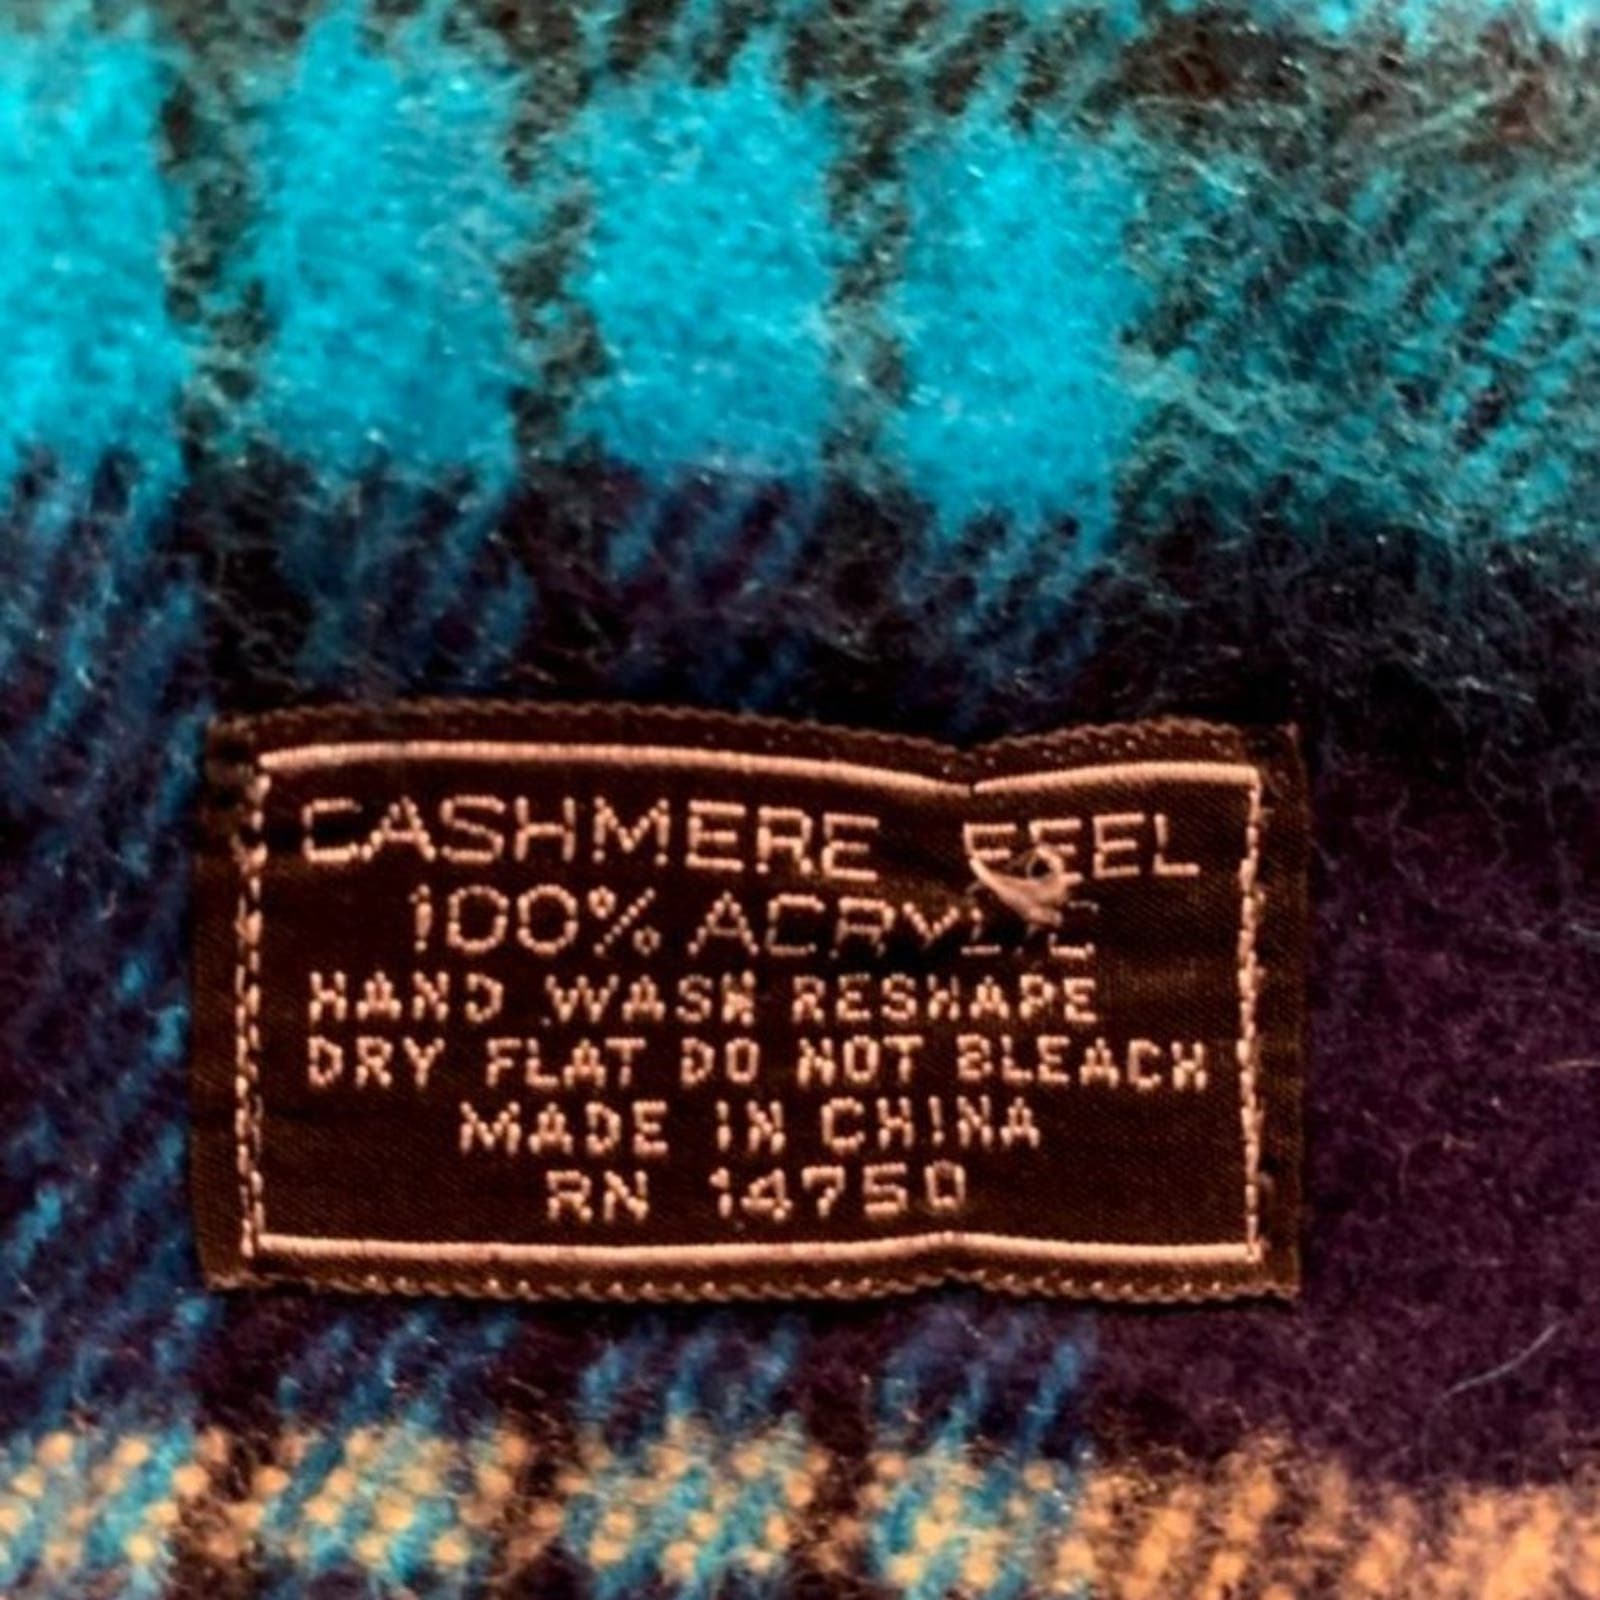 CASHMERE FEEL
100% ACRYLIC
HAND WASH RESHAPE
DRY FLAT DO NOT BLEACH
MADE IN CHINA
RN 14750